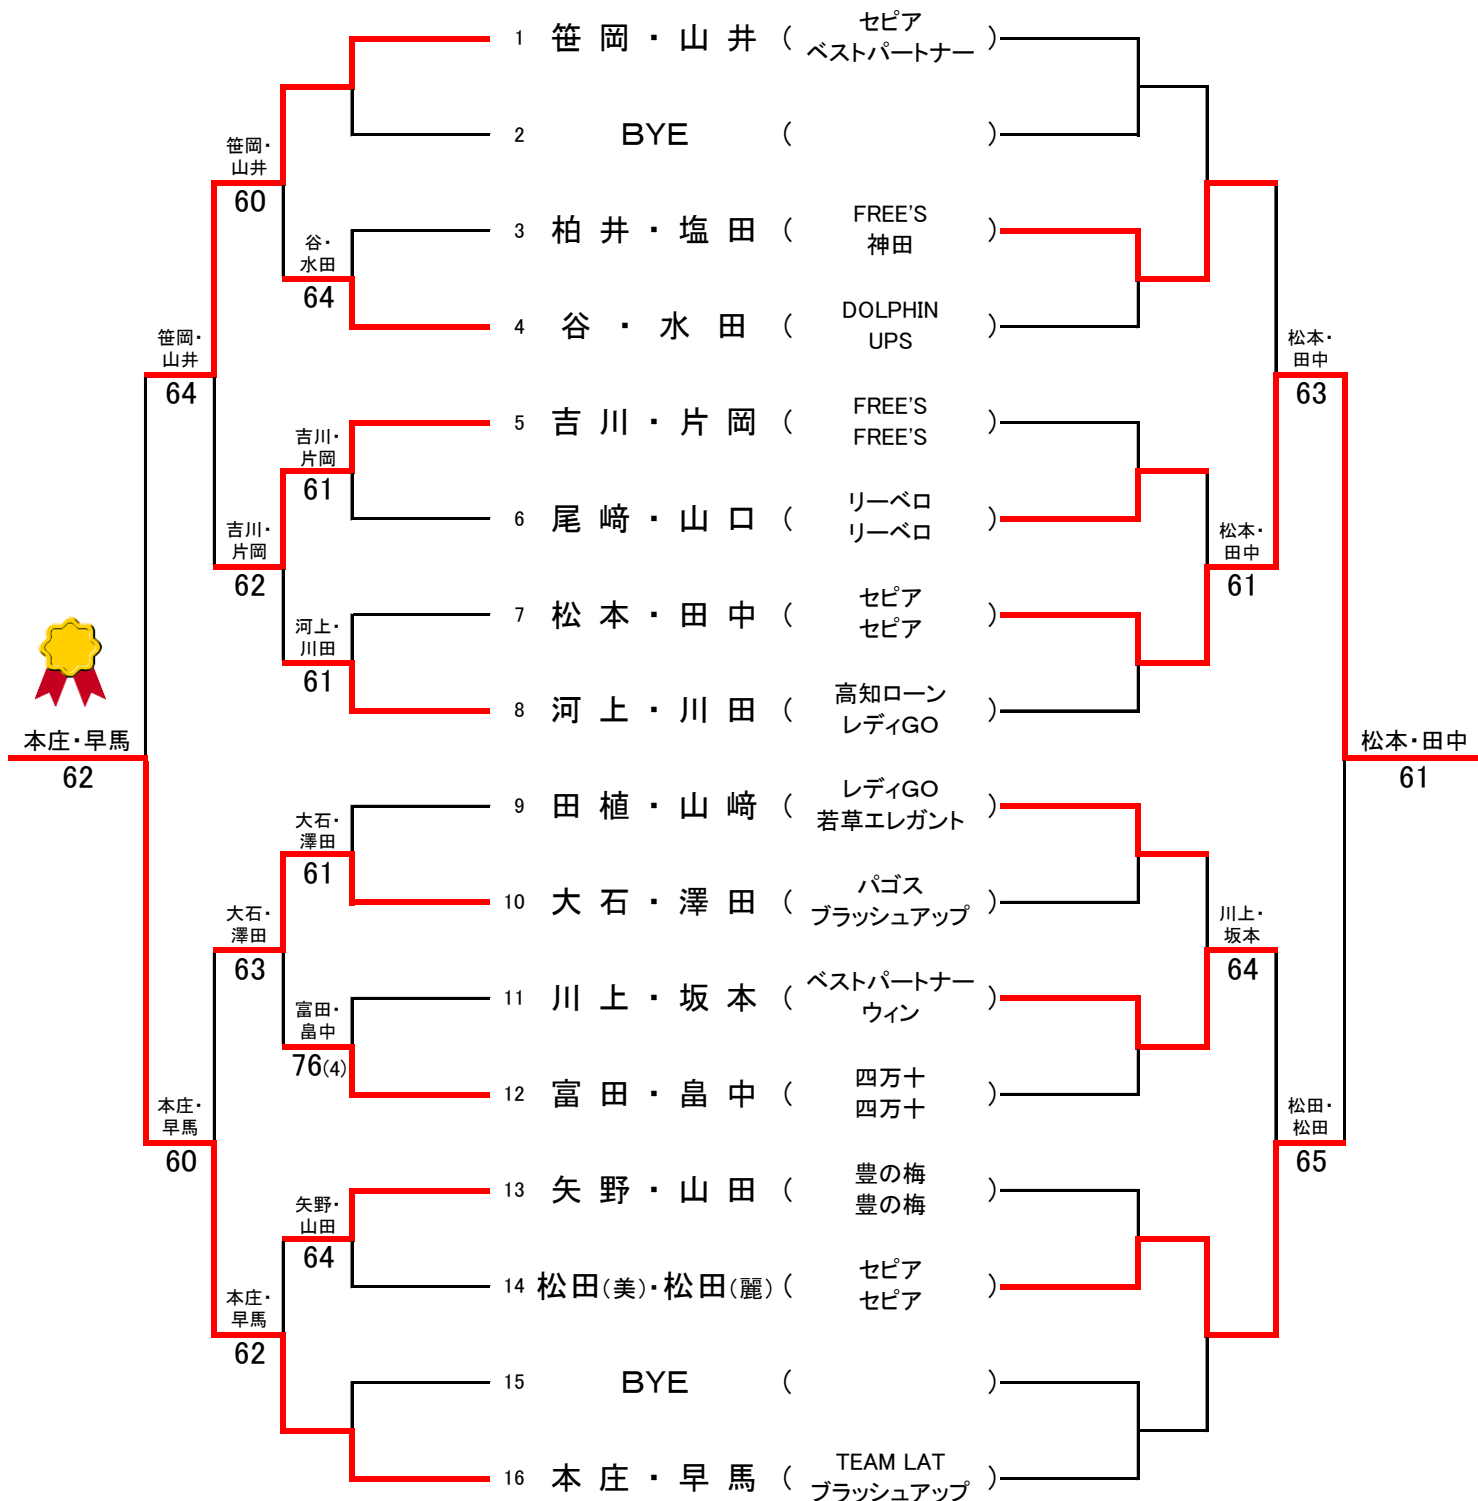 1 笹岡・山井 ( セピア
ベストパートナー )
2 BYE ( )
3 柏井・塩田 ( FREE'S
神田 )
4 谷・水田 ( DOLPHIN
UPS )
5 吉川・片岡 ( FREE'S
FREE'S )
6 尾﨑・山口 ( リーベロ
リーベロ )
7 松本・田中 ( セピア
セピア )
8 河上・川田 ( 高知ローン
レディGO )
9 田植・山﨑 ( レディGO
若草エレガント )
10 大石・澤田 ( パゴス
ブラッシュアップ )
11 川上・坂本 ( ベストパートナー
ウィン )
12 富田・畠中 ( 四万十
四万十 )
13 矢野・山田 ( 豊の梅
豊の梅 )
14 松田(美)・松田(麗) ( セピア
セピア )
15 BYE ( )
16 本庄・早馬 ( TEAM LAT
ブラッシュアップ )
谷・
水田
64
吉川・
片岡
61
河上・
川田
61
大石・
澤田
61
富田・
畠中
76(4)
矢野・
山田
64
笹岡・
山井
60
吉川・
片岡
62
大石・
澤田
63
本庄・
早馬
62
笹岡・
山井
64
本庄・
早馬
60
本庄・早馬
62
松本・
田中
61
川上・
坂本
64
松本・
田中
63
松田・
松田
65
松本・田中
61